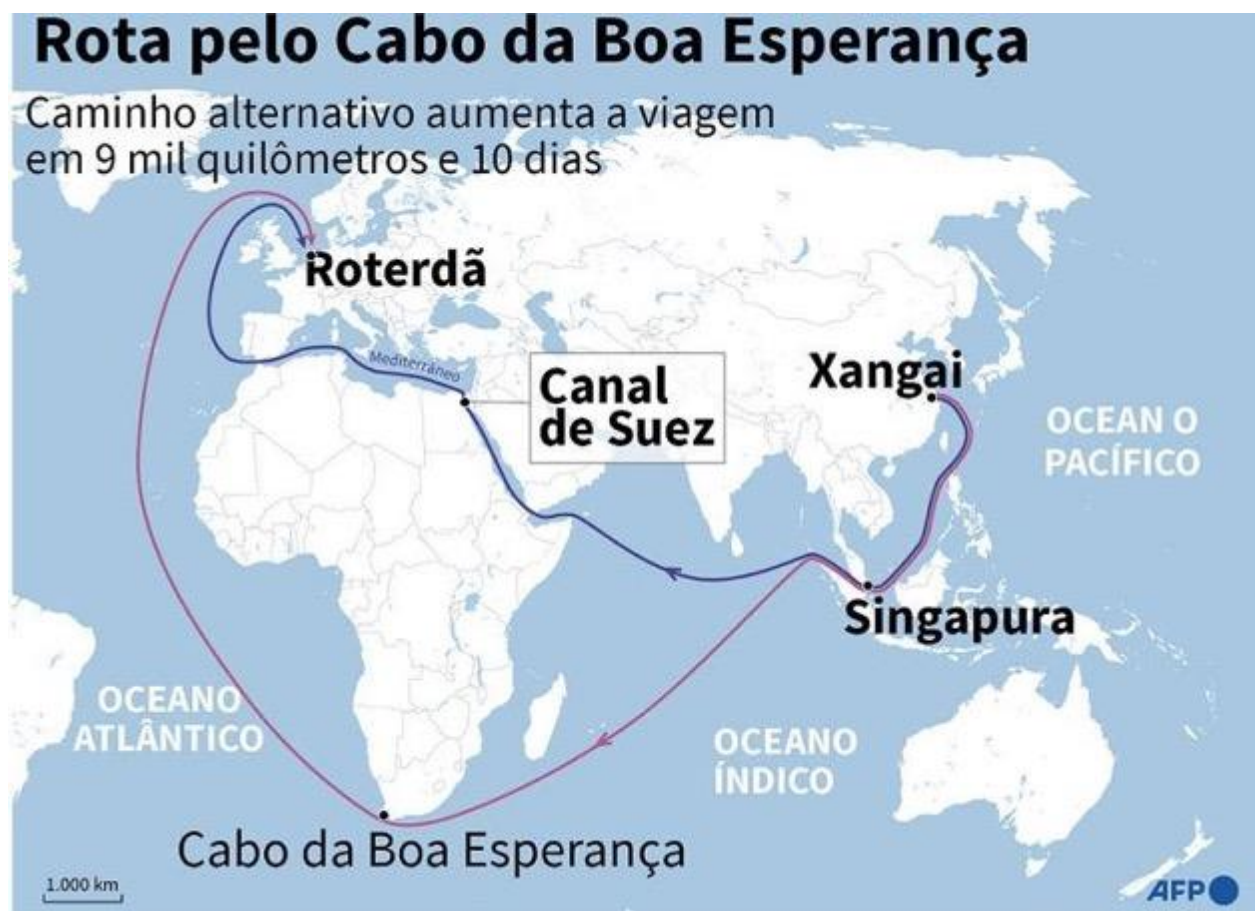 Rota pelo Cabo da Boa Esperança
Caminho alternativo aumenta a viagem
em 9 mil quilômetros e 10 dias
Roterdã
Mediterrâneo
Canal
de Suez
Xangai
OCEAN O
PACÍFICO
Singapura
OCEANO
ATLÂNTICO
OCEANO
ÍNDICO
Cabo da Boa Esperança
1.000 km
AFP